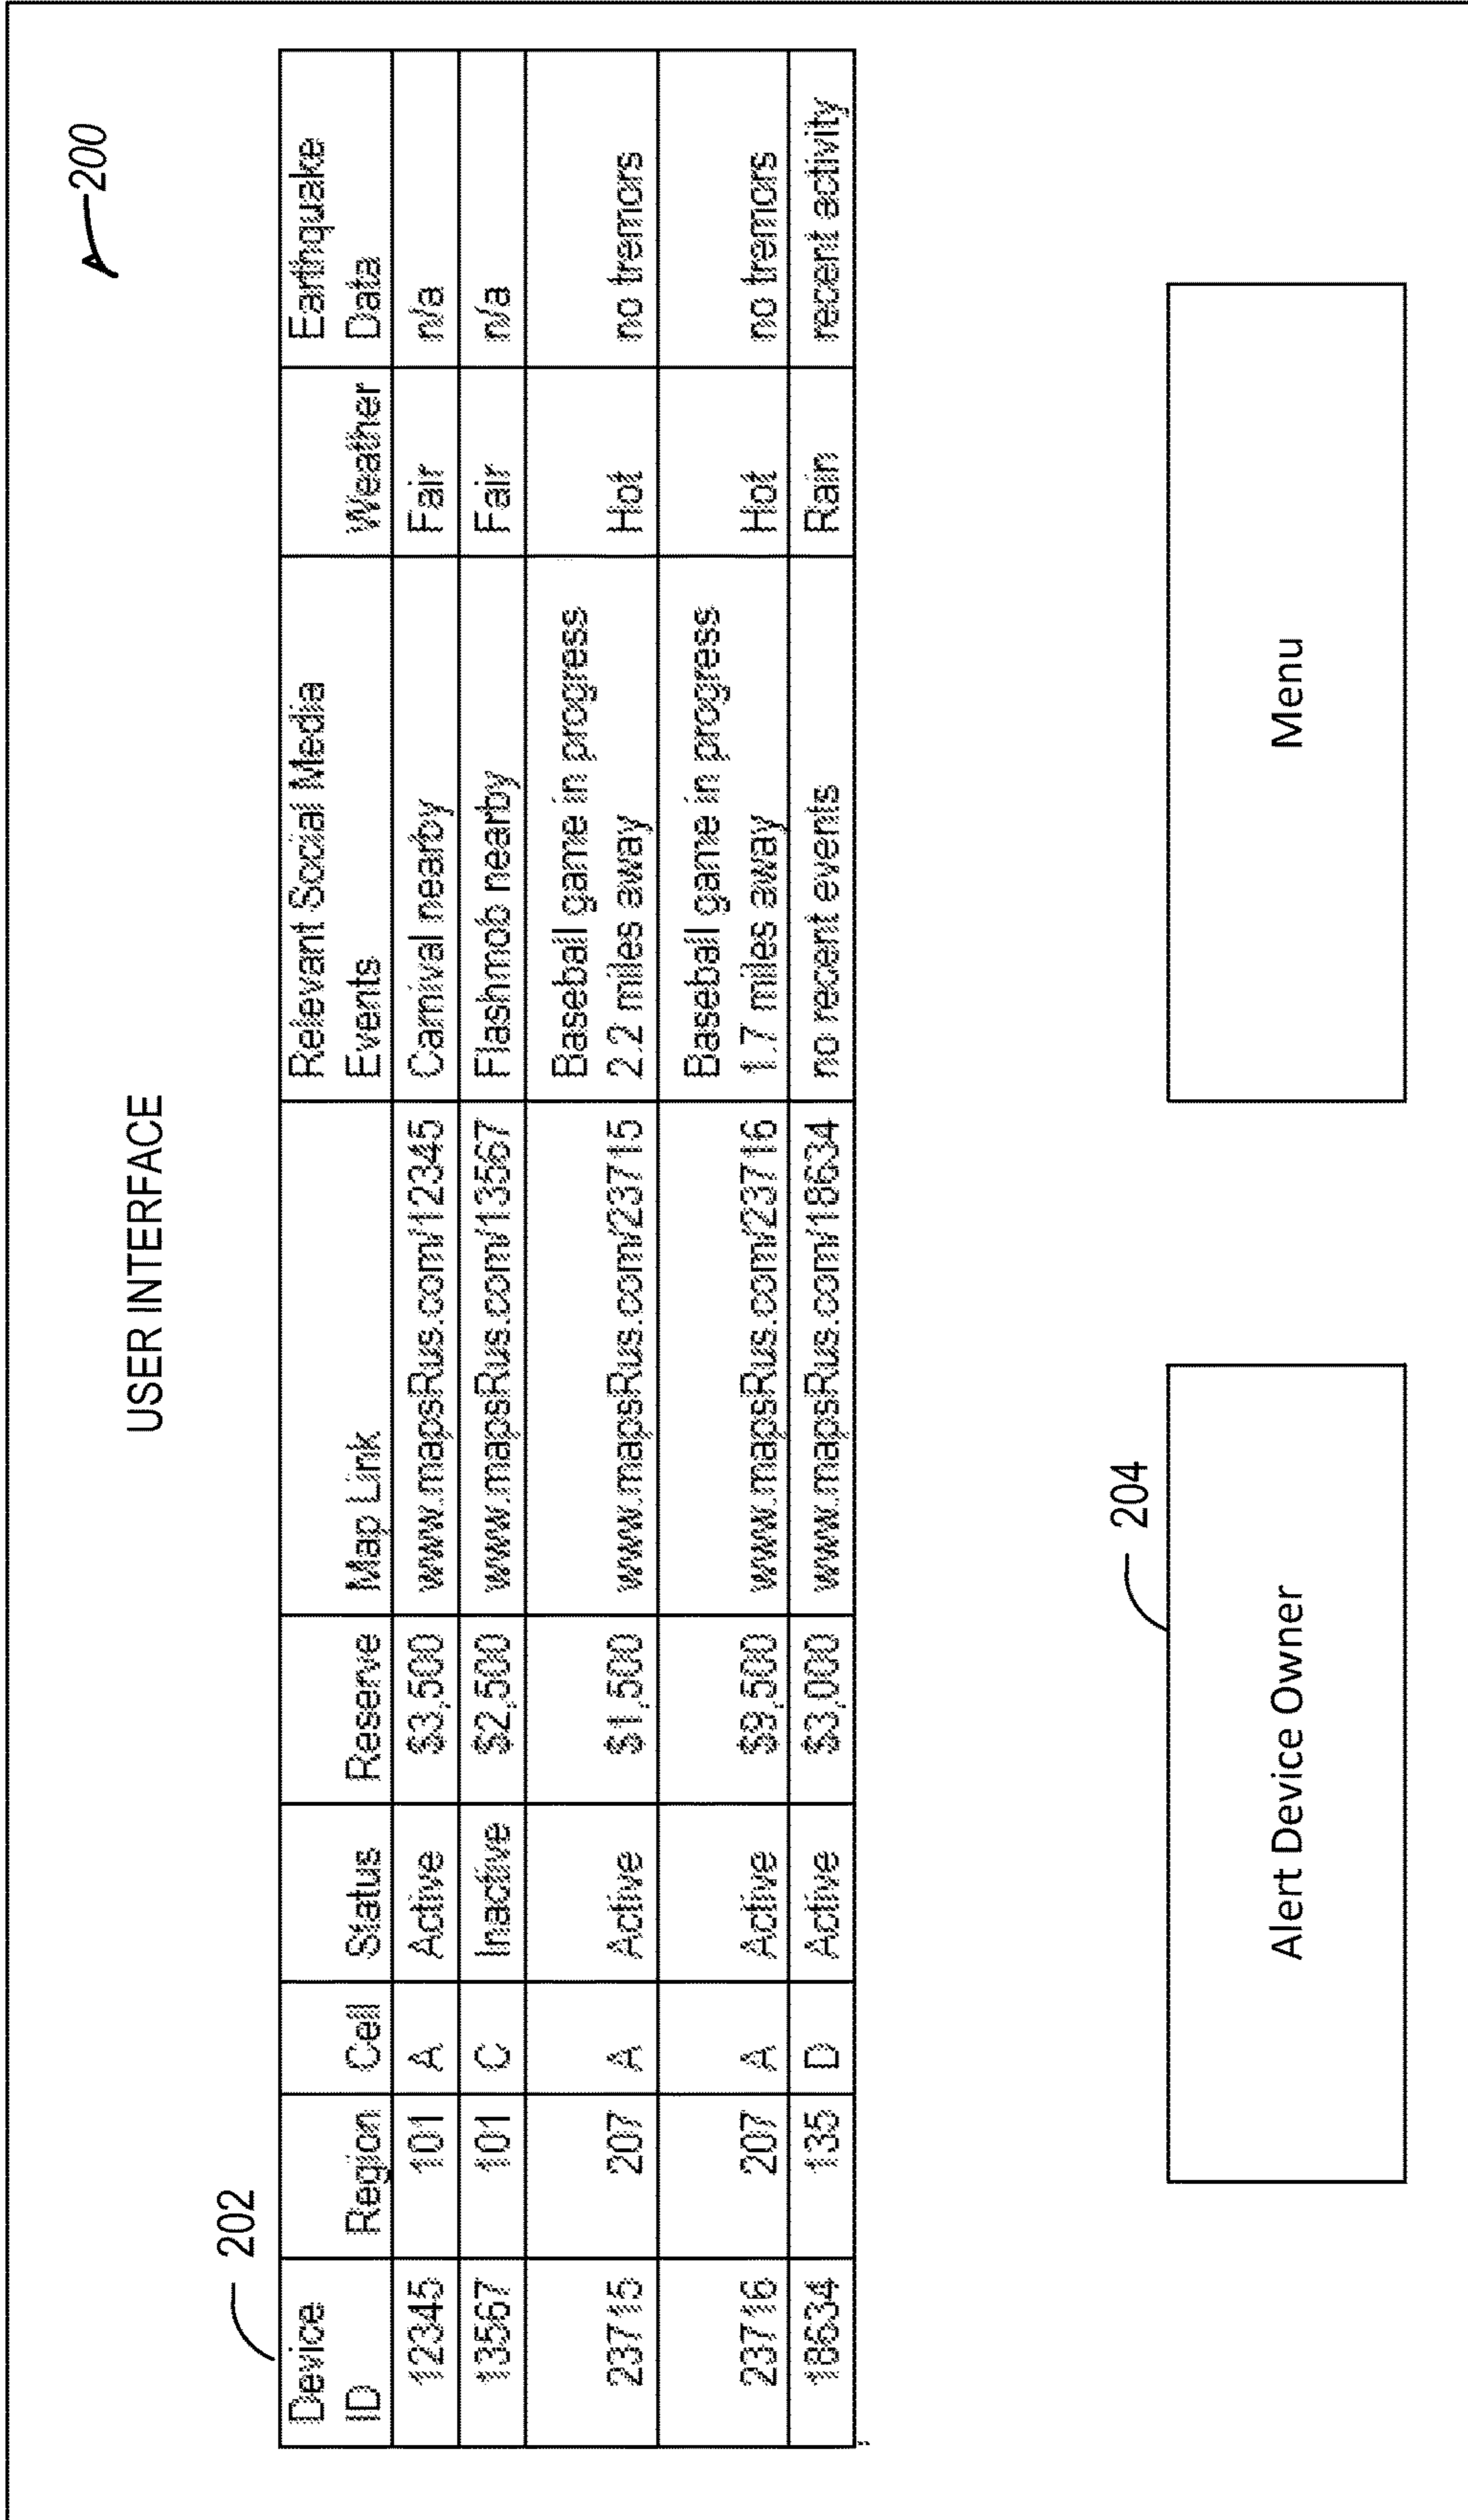 200
USER INTERFACE
202
Device ID Region Cell Status Reserve Map Link Relevant Social Media Events Weather Earthquake Data
12345 101 A Active $3,500 www.mapsRus.com/12345 Carnival nearby Fair n/a
13567 101 C Inactive $2,500 www.mapsRus.com/13567 Flashmob nearby Fair n/a
23715 207 A Active $1,500 www.mapsRus.com/23715 Baseball game in progress 2.2 miles away Hot no tremors
23716 207 A Active $9,500 www.mapsRus.com/23716 Baseball game in progress 1.7 miles away Hot no tremors
18634 135 D Active $3,000 www.mapsRus.com/18634 no recent events Rain recent activity
204
Alert Device Owner
Menu